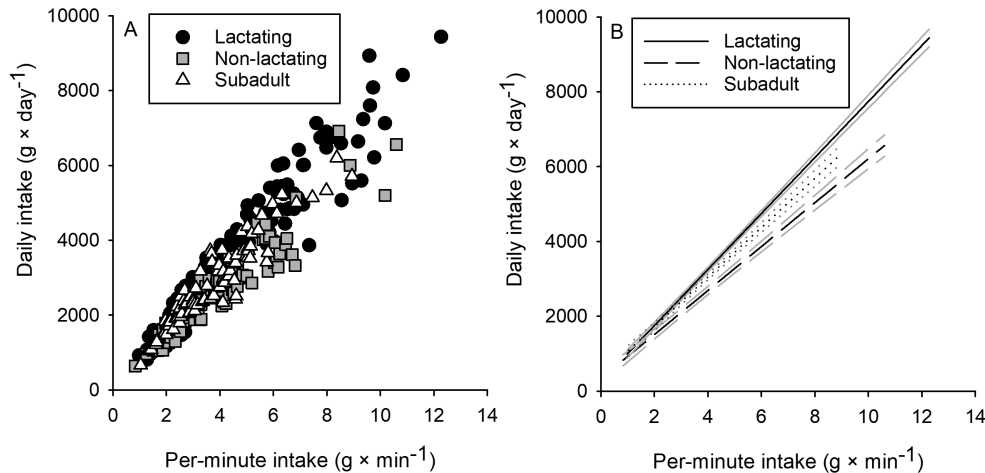 A
Lactating
Non-lactating
Subadult
10000
8000
6000
4000
2000
0
Daily intake (g × day⁻¹)
0 2 4 6 8 10 12 14
Per-minute intake (g × min⁻¹)
B
Lactating
Non-lactating
Subadult
10000
8000
6000
4000
2000
0
Daily intake (g × day⁻¹)
0 2 4 6 8 10 12 14
Per-minute intake (g × min⁻¹)